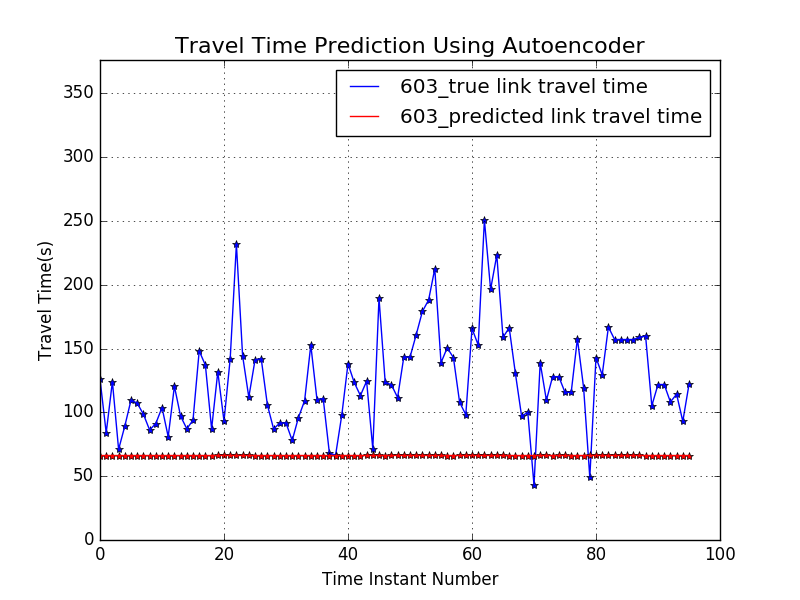 Travel Time Prediction Using Autoencoder
603_true link travel time
603_predicted link travel time
350
300
250
200
150
100
50
0
Travel Time(s)
0 20 40 60 80 100
Time Instant Number